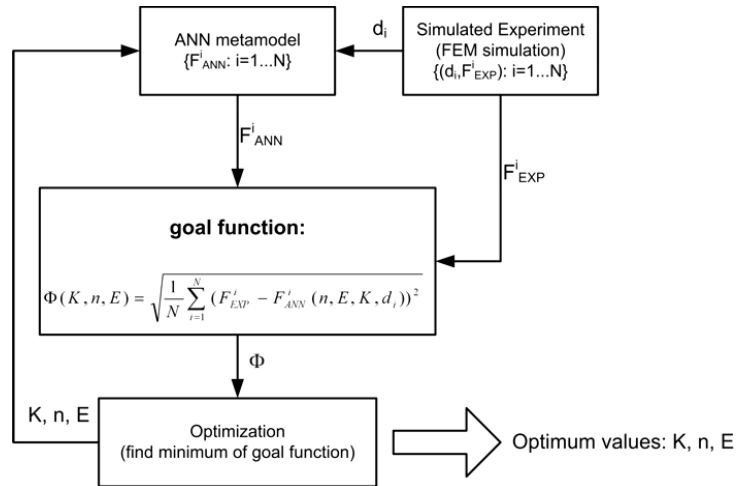 ANN metamodel
{F^i_ANN: i=1...N}
d_i
Simulated Experiment
(FEM simulation)
{(d_i,F^i_EXP): i=1...N}
F^i_ANN
F^i_EXP
goal function:
Φ(K,n,E) = √(1/N ∑_{i=1}^{N} (F^i_EXP − F^i_ANN (n,E,K,d_i))²)
Φ
K, n, E
Optimization
(find minimum of goal function)
Optimum values: K, n, E